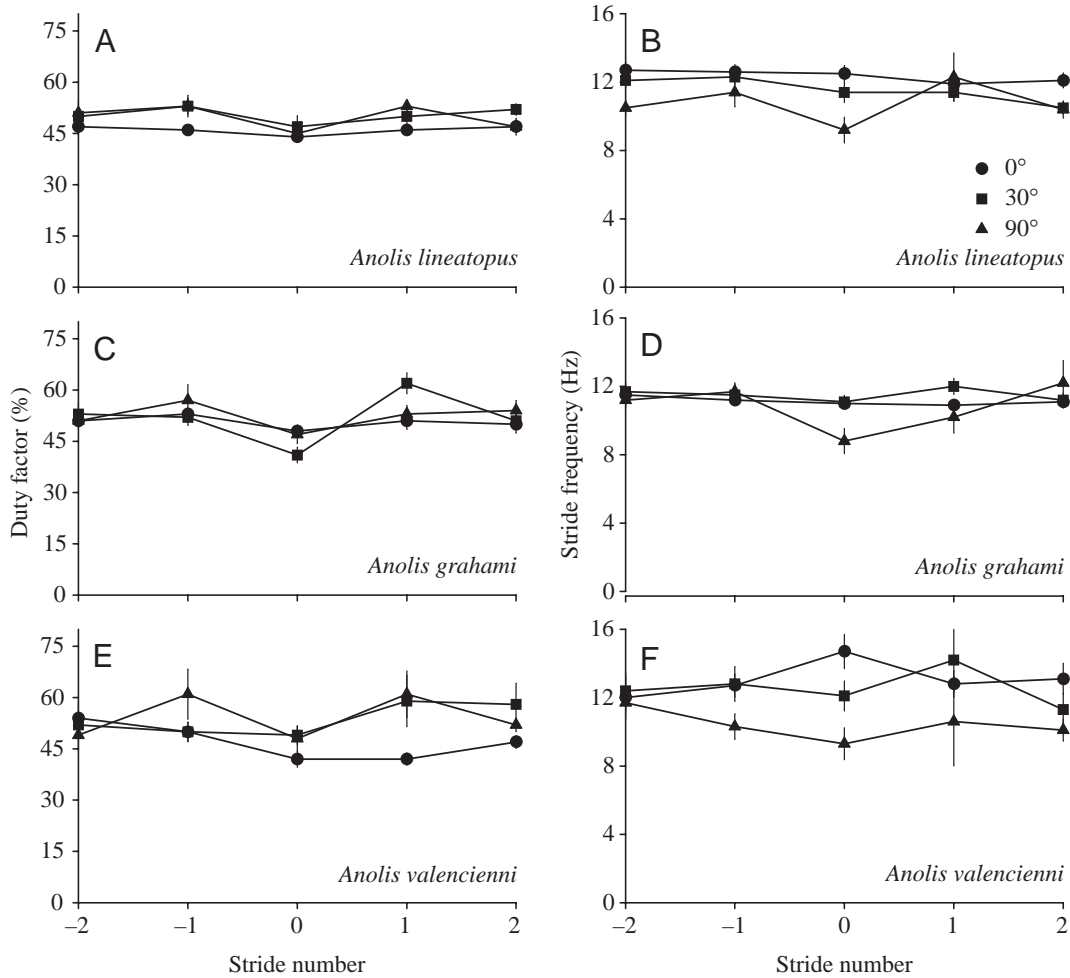 A
75
60
45
30
15
0
Anolis lineatopus
B
16
12
8
4
0
0°
30°
90°
Anolis lineatopus
C
75
60
45
30
15
0
Duty factor (%)
Anolis grahami
D
16
12
8
4
0
Stride frequency (Hz)
Anolis grahami
E
75
60
45
30
15
0
Anolis valencienni
–2 –1 0 1 2
Stride number
F
16
12
8
4
0
Anolis valencienni
–2 –1 0 1 2
Stride number